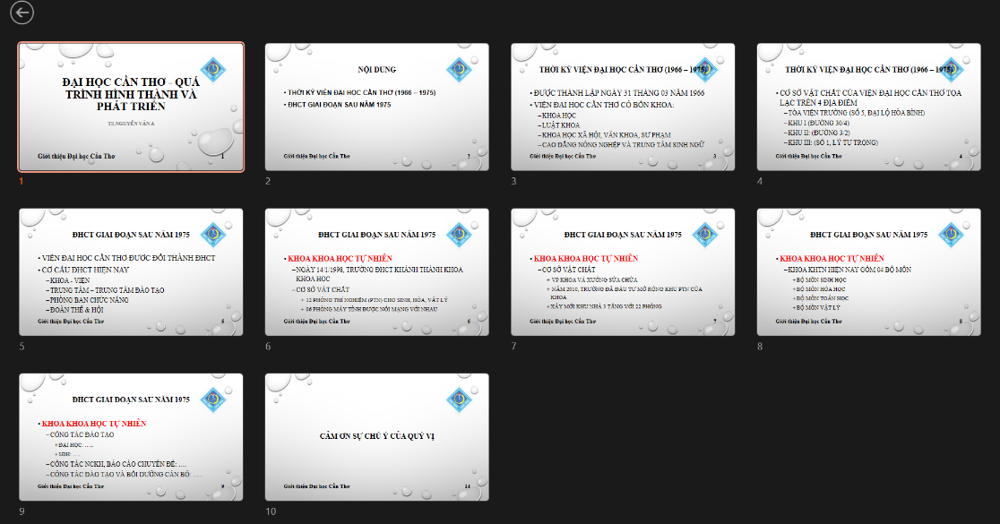 ĐẠI HỌC CẦN THƠ - QUÁ
TRÌNH HÌNH THÀNH VÀ
PHÁT TRIỂN
TS.NGUYỄN VĂN A
Giới thiệu Đại học Cần Thơ 1
1
NỘI DUNG
• THỜI KỲ VIỆN ĐẠI HỌC CẦN THƠ (1966 – 1975)
• ĐHCT GIAI ĐOẠN SAU NĂM 1975
Giới thiệu Đại học Cần Thơ 2
2
THỜI KỲ VIỆN ĐẠI HỌC CẦN THƠ (1966 – 1975)
• ĐƯỢC THÀNH LẬP NGÀY 31 THÁNG 03 NĂM 1966
• VIỆN ĐẠI HỌC CẦN THƠ CÓ BỐN KHOA:
–KHOA HỌC
–LUẬT KHOA
–KHOA HỌC XÃ HỘI, VĂN KHOA, SƯ PHẠM
–CAO ĐẲNG NÔNG NGHIỆP VÀ TRUNG TÂM SINH NGỮ
Giới thiệu Đại học Cần Thơ 3
3
THỜI KỲ VIỆN ĐẠI HỌC CẦN THƠ (1966 – 1975)
• CƠ SỞ VẬT CHẤT CỦA VIỆN ĐẠI HỌC CẦN THƠ TỌA
LẠC TRÊN 4 ĐỊA ĐIỂM
–TÒA VIỆN TRƯỞNG (SỐ 5, ĐẠI LỘ HÒA BÌNH)
–KHU I (ĐƯỜNG 30/4)
–KHU II: (ĐƯỜNG 3/2)
–KHU III: (SỐ 1, LÝ TỰ TRỌNG)
Giới thiệu Đại học Cần Thơ 4
4
ĐHCT GIAI ĐOẠN SAU NĂM 1975
• VIỆN ĐẠI HỌC CẦN THƠ ĐƯỢC ĐỔI THÀNH ĐHCT
• CƠ CẤU ĐHCT HIỆN NAY
–KHOA - VIỆN
–TRUNG TÂM – TRUNG TÂM ĐÀO TẠO
–PHÒNG BAN CHỨC NĂNG
–ĐOÀN THỂ & HỘI
Giới thiệu Đại học Cần Thơ 5
5
ĐHCT GIAI ĐOẠN SAU NĂM 1975
• KHOA KHOA HỌC TỰ NHIÊN
–NGÀY 14/1/1998, TRƯỜNG ĐHCT KHÁNH THÀNH KHOA
KHOA HỌC
–CƠ SỞ VẬT CHẤT
+ 12 PHÒNG THÍ NGHIỆM (PTN) CHO SINH, HÓA, VẬT LÝ
+ 06 PHÒNG MÁY TÍNH ĐƯỢC NỐI MẠNG VỚI NHAU
Giới thiệu Đại học Cần Thơ 6
6
ĐHCT GIAI ĐOẠN SAU NĂM 1975
• KHOA KHOA HỌC TỰ NHIÊN
–CƠ SỞ VẬT CHẤT
+ VP KHOA VÀ XƯỞNG SỬA CHỮA
+ NĂM 2010, TRƯỜNG ĐÃ ĐẦU TƯ MỞ RỘNG KHU PTN CỦA
KHOA
+XÂY MỚI KHU NHÀ 3 TẦNG VỚI 22 PHÒNG
Giới thiệu Đại học Cần Thơ 7
7
ĐHCT GIAI ĐOẠN SAU NĂM 1975
• KHOA KHOA HỌC TỰ NHIÊN
–KHOA KHTN HIỆN NAY GỒM 04 BỘ MÔN
+BỘ MÔN SINH HỌC
+BỘ MÔN HÓA HỌC
+BỘ MÔN TOÁN HỌC
+BỘ MÔN VẬT LÝ
Giới thiệu Đại học Cần Thơ 8
8
ĐHCT GIAI ĐOẠN SAU NĂM 1975
• KHOA KHOA HỌC TỰ NHIÊN
–CÔNG TÁC ĐÀO TẠO
+ĐẠI HỌC: …..
+SĐH: …..
–CÔNG TÁC NCKH, BÁO CÁO CHUYÊN ĐỀ: ….
–CÔNG TÁC ĐÀO TẠO VÀ BỒI DƯỠNG CÁN BỘ: …..
Giới thiệu Đại học Cần Thơ 9
9
CẢM ƠN SỰ CHÚ Ý CỦA QUÝ VỊ
Giới thiệu Đại học Cần Thơ 14
10